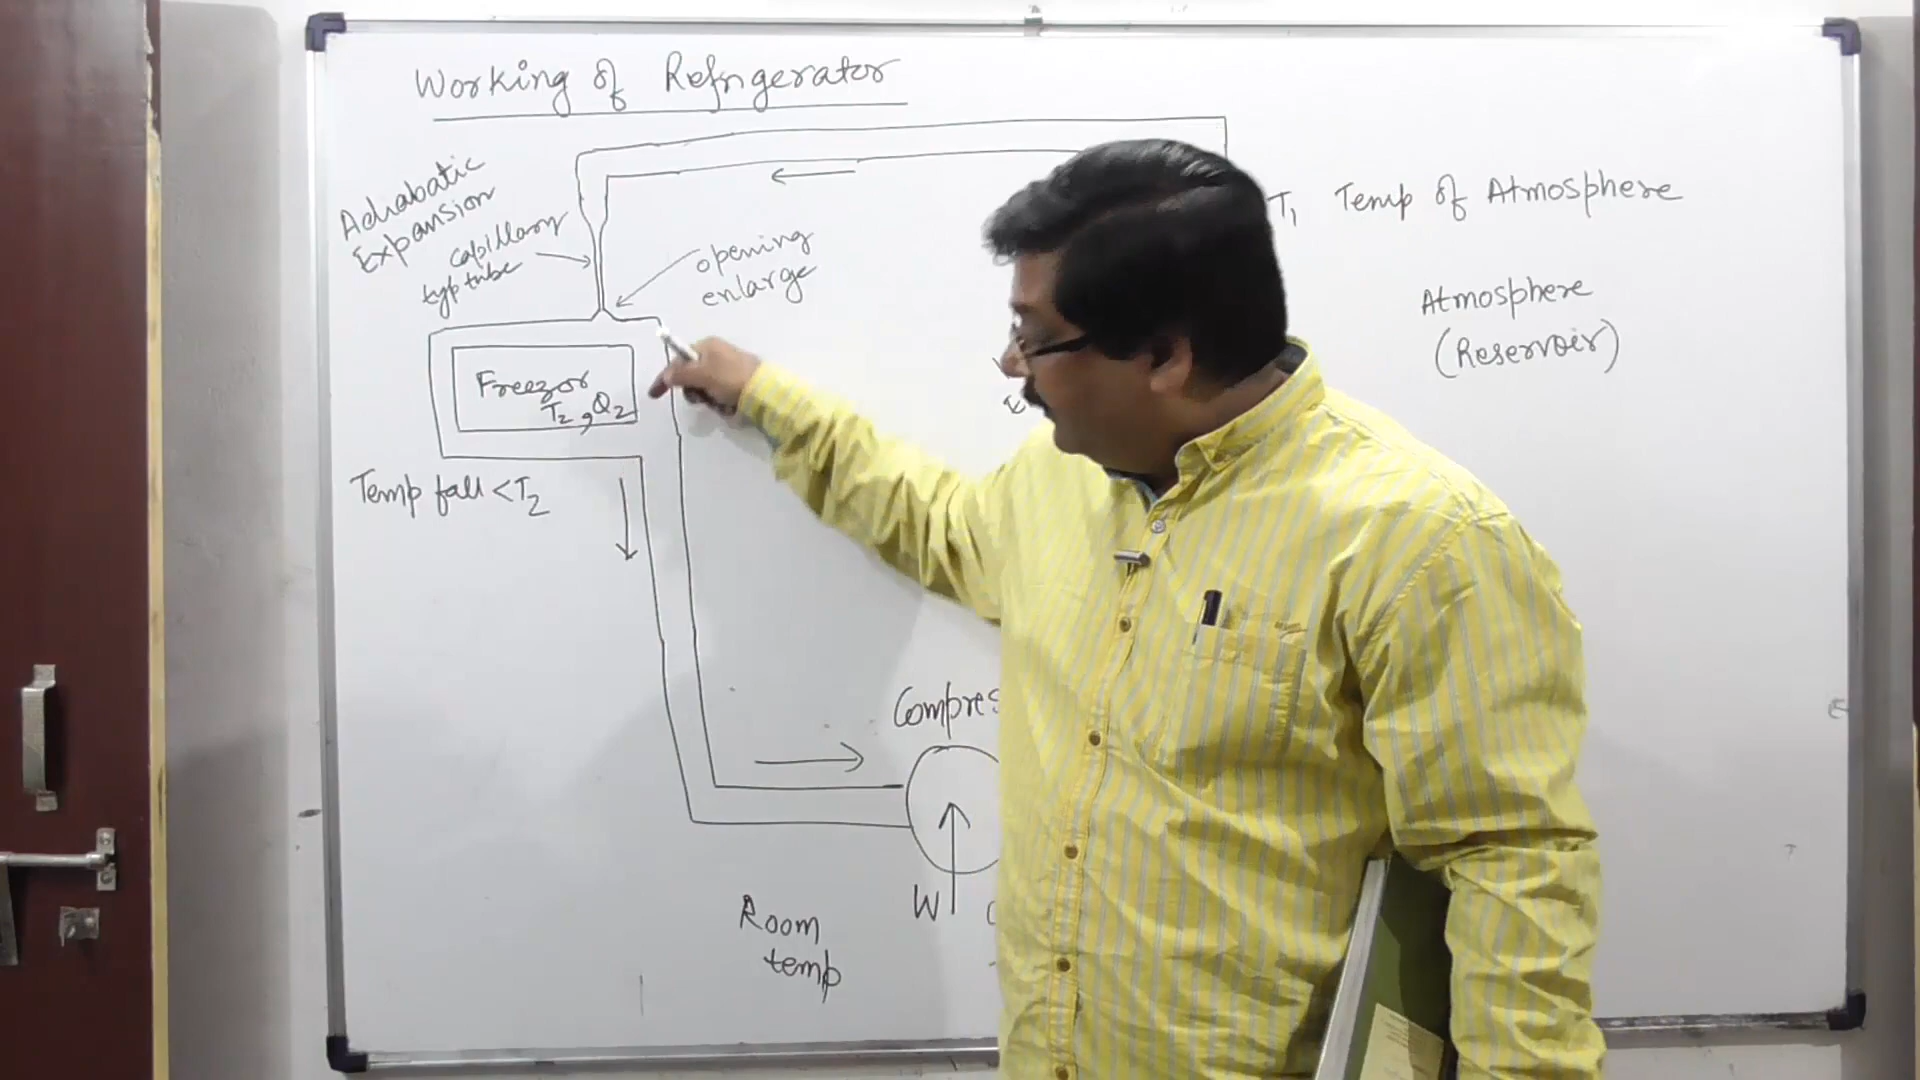 Working of Refrigerator
Adiabatic
Expansion
capillary
typ tube
opening
enlarge
T₁ Temp of Atmosphere
Atmosphere
(Reservoir)
Freezor
T₂, Q₂
Temp fall < T₂
Compres
W
Room
temp